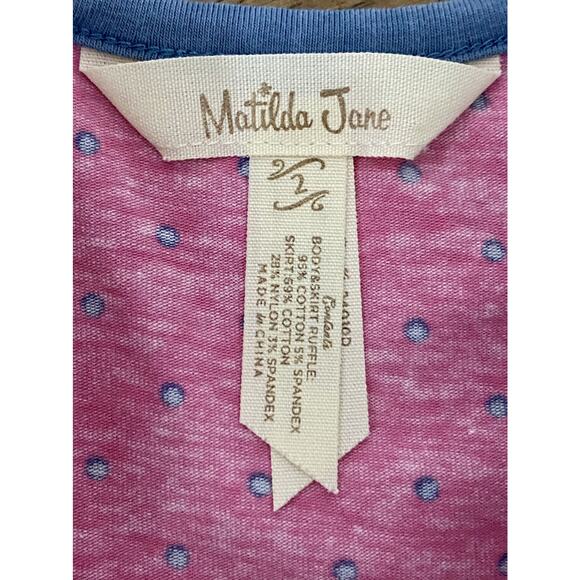 Matilda Jane
2
Contents
BODY&SKIRT RUFFLE:
95% COTTON 5% SPANDEX
SKIRT:69% COTTON
28% NYLON 3% SPANDEX
MADE in CHINA